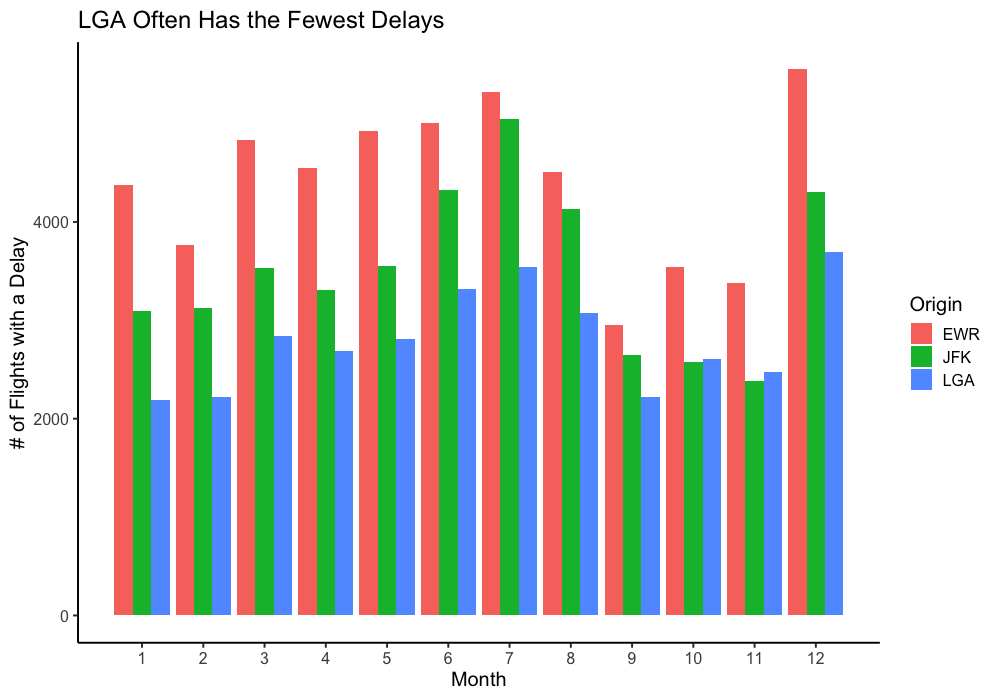 LGA Often Has the Fewest Delays
# of Flights with a Delay
4000
2000
0
1 2 3 4 5 6 7 8 9 10 11 12
Month
Origin
EWR
JFK
LGA